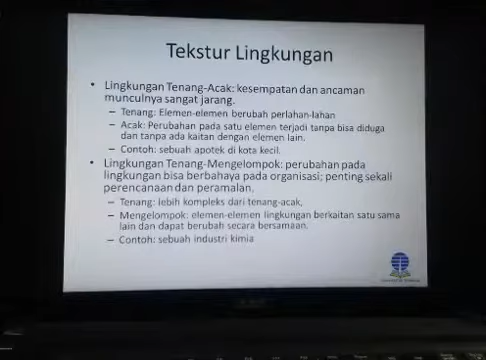 Tekstur Lingkungan
• Lingkungan Tenang-Acak: kesempatan dan ancaman
munculnya sangat jarang.
– Tenang: Elemen-elemen berubah perlahan-lahan
– Acak: Perubahan pada satu elemen terjadi tanpa bisa diduga
dan tanpa ada kaitan dengan elemen lain.
– Contoh: sebuah apotek di kota kecil.
• Lingkungan Tenang-Mengelompok: perubahan pada
lingkungan bisa berbahaya pada organisasi; penting sekali
perencanaan dan peramalan.
– Tenang: lebih kompleks dari tenang-acak,
– Mengelompok: elemen-elemen lingkungan berkaitan satu sama
lain dan dapat berubah secara bersamaan.
– Contoh: sebuah industri kimia